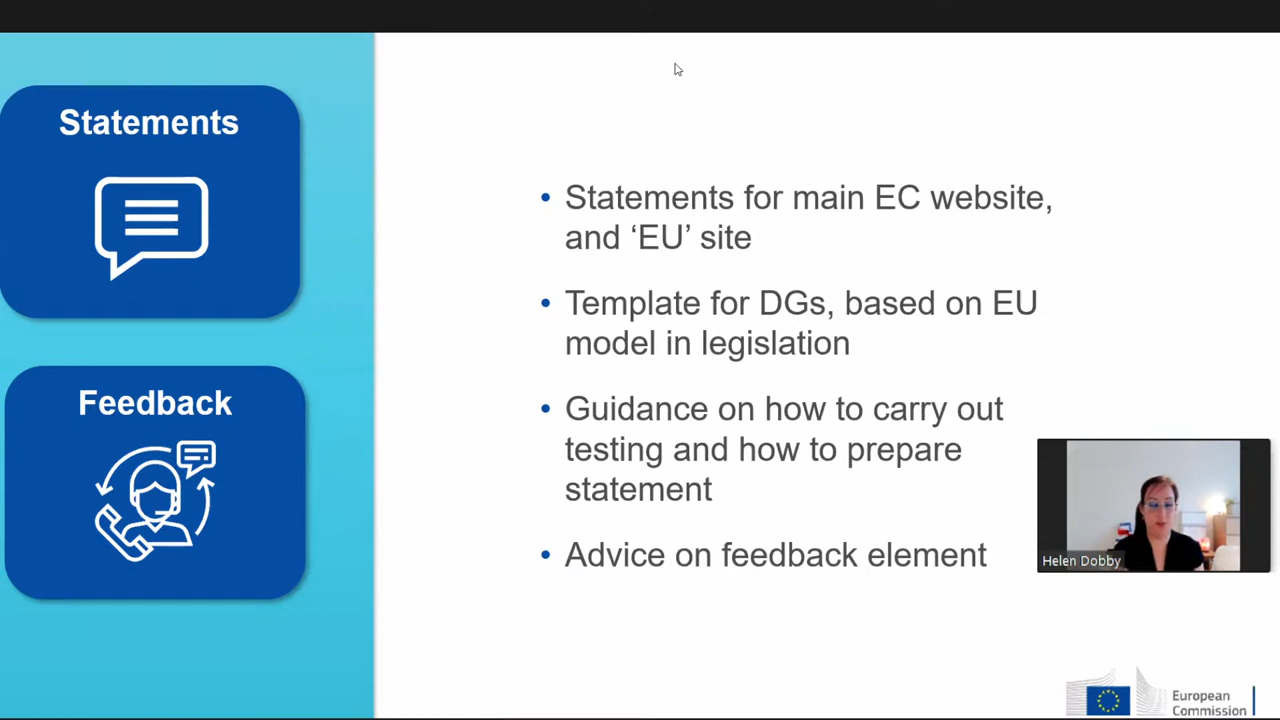 Statements
Feedback
• Statements for main EC website,
and ‘EU’ site
• Template for DGs, based on EU
model in legislation
• Guidance on how to carry out
testing and how to prepare
statement
• Advice on feedback element
Helen Dobby
European
Commission